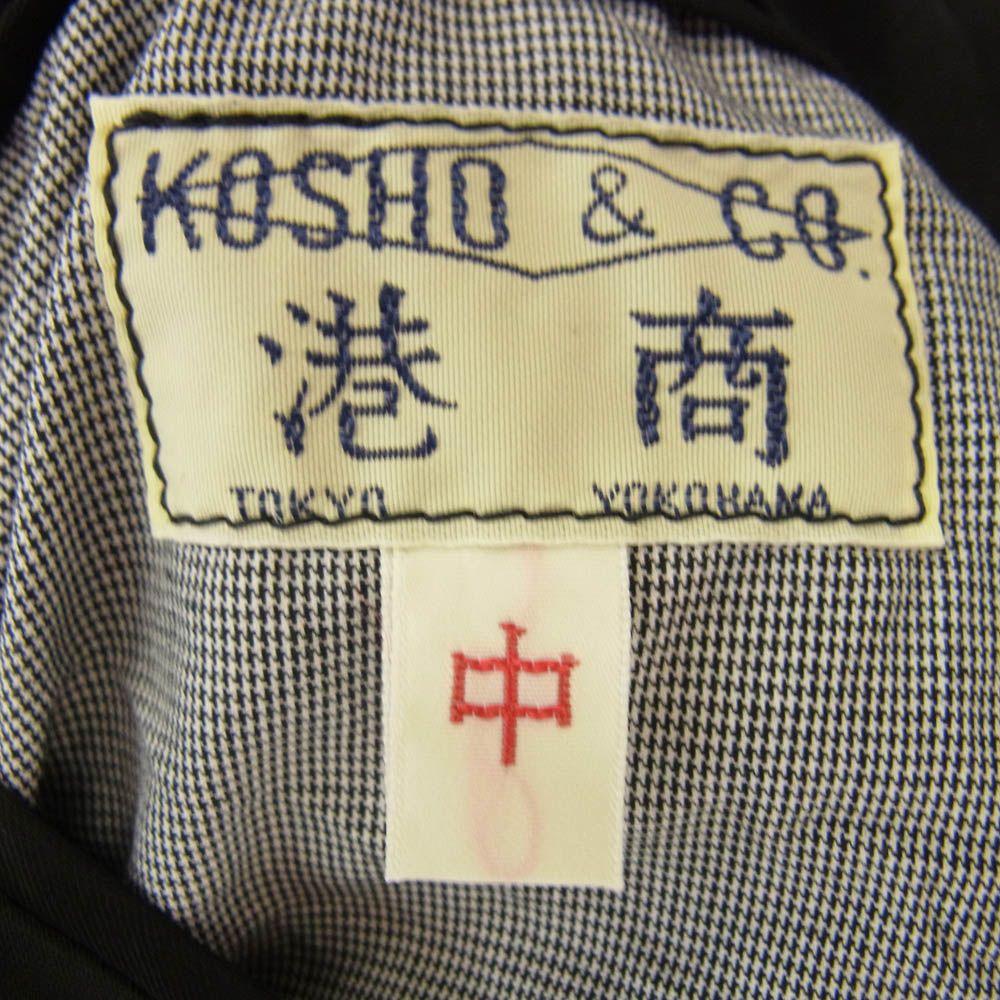 KOSHO & CO.
港 商
TOKYO YOKOHAMA
中